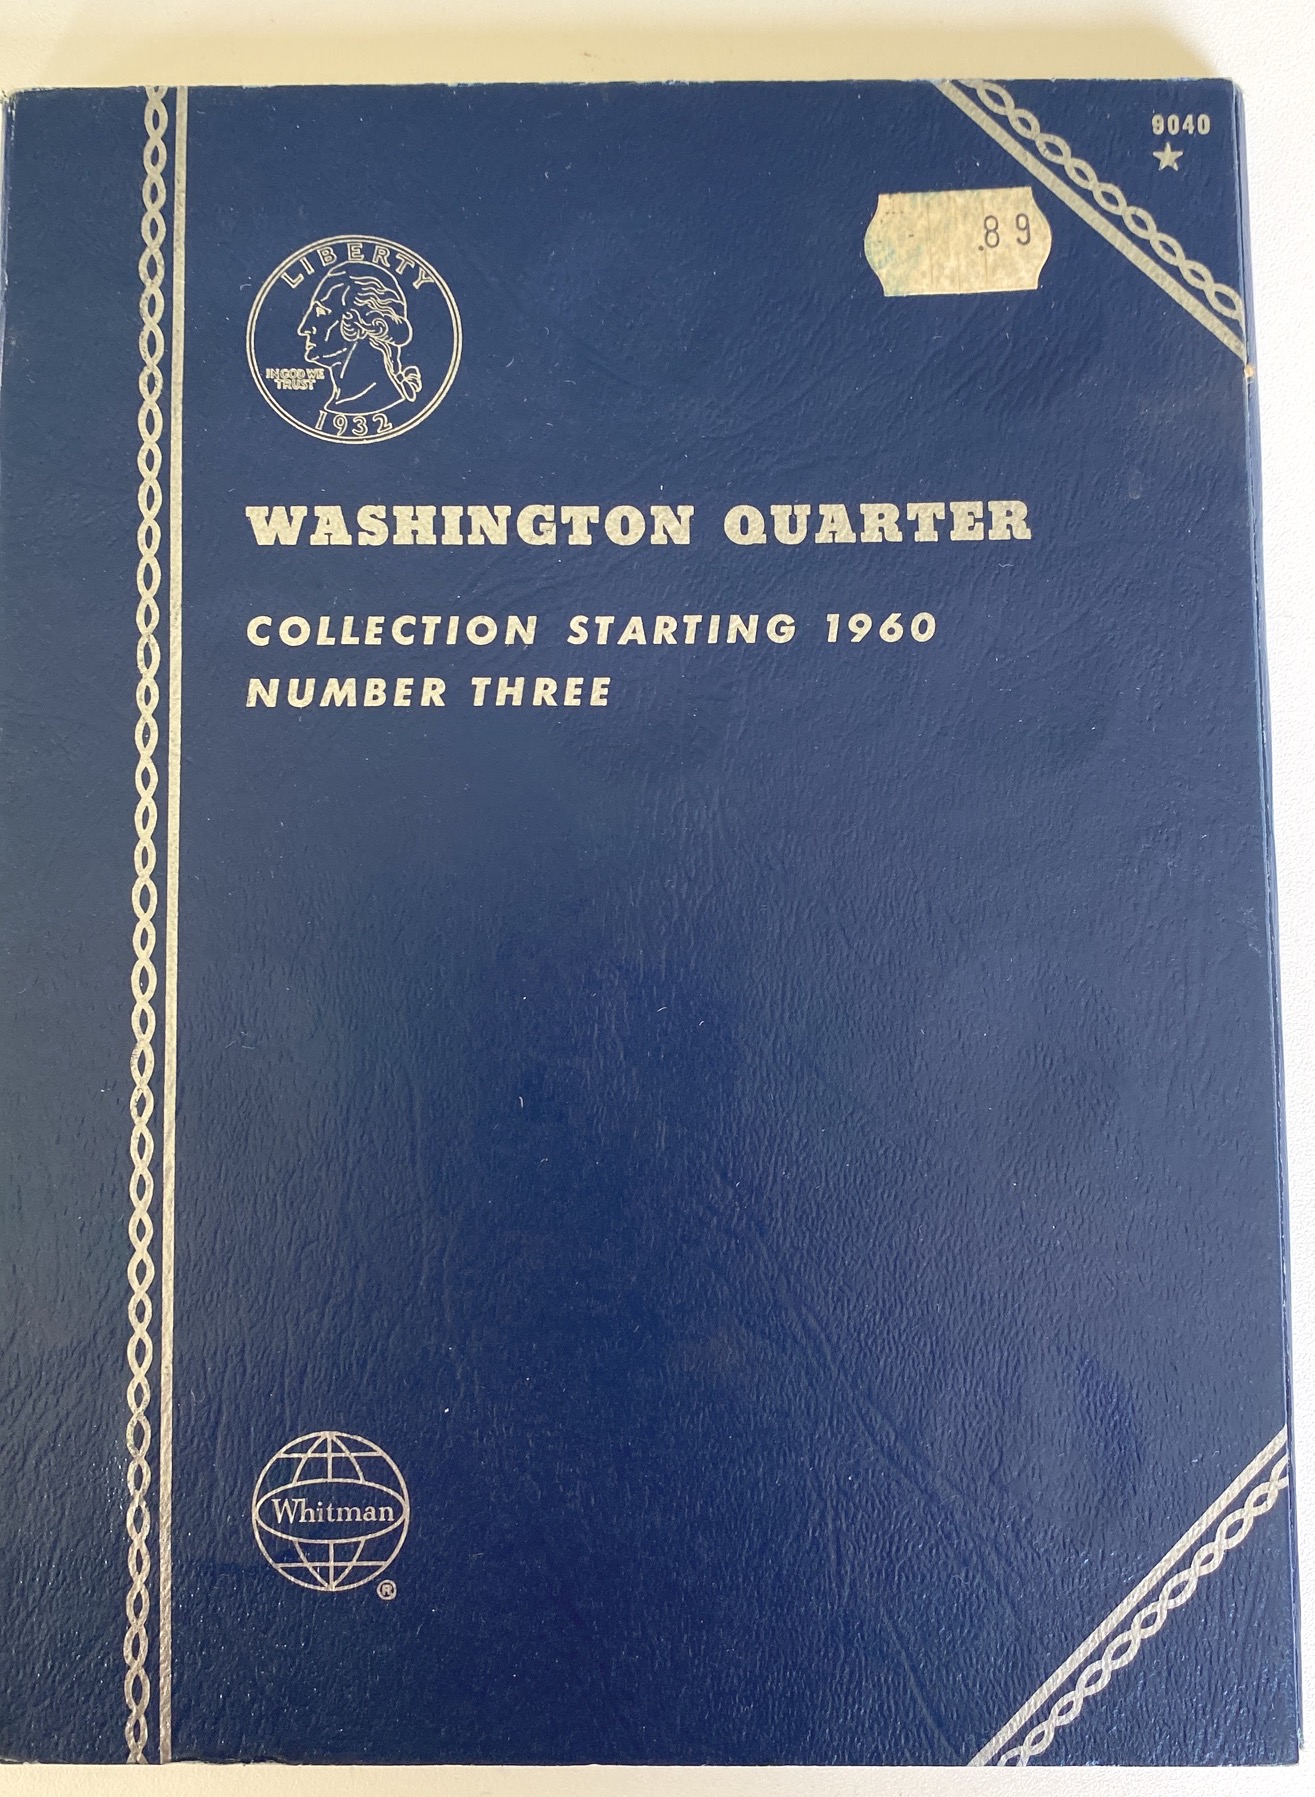 9040
.89
LIBERTY
IN GOD WE
TRUST
1932
WASHINGTON QUARTER
COLLECTION STARTING 1960
NUMBER THREE
Whitman
®